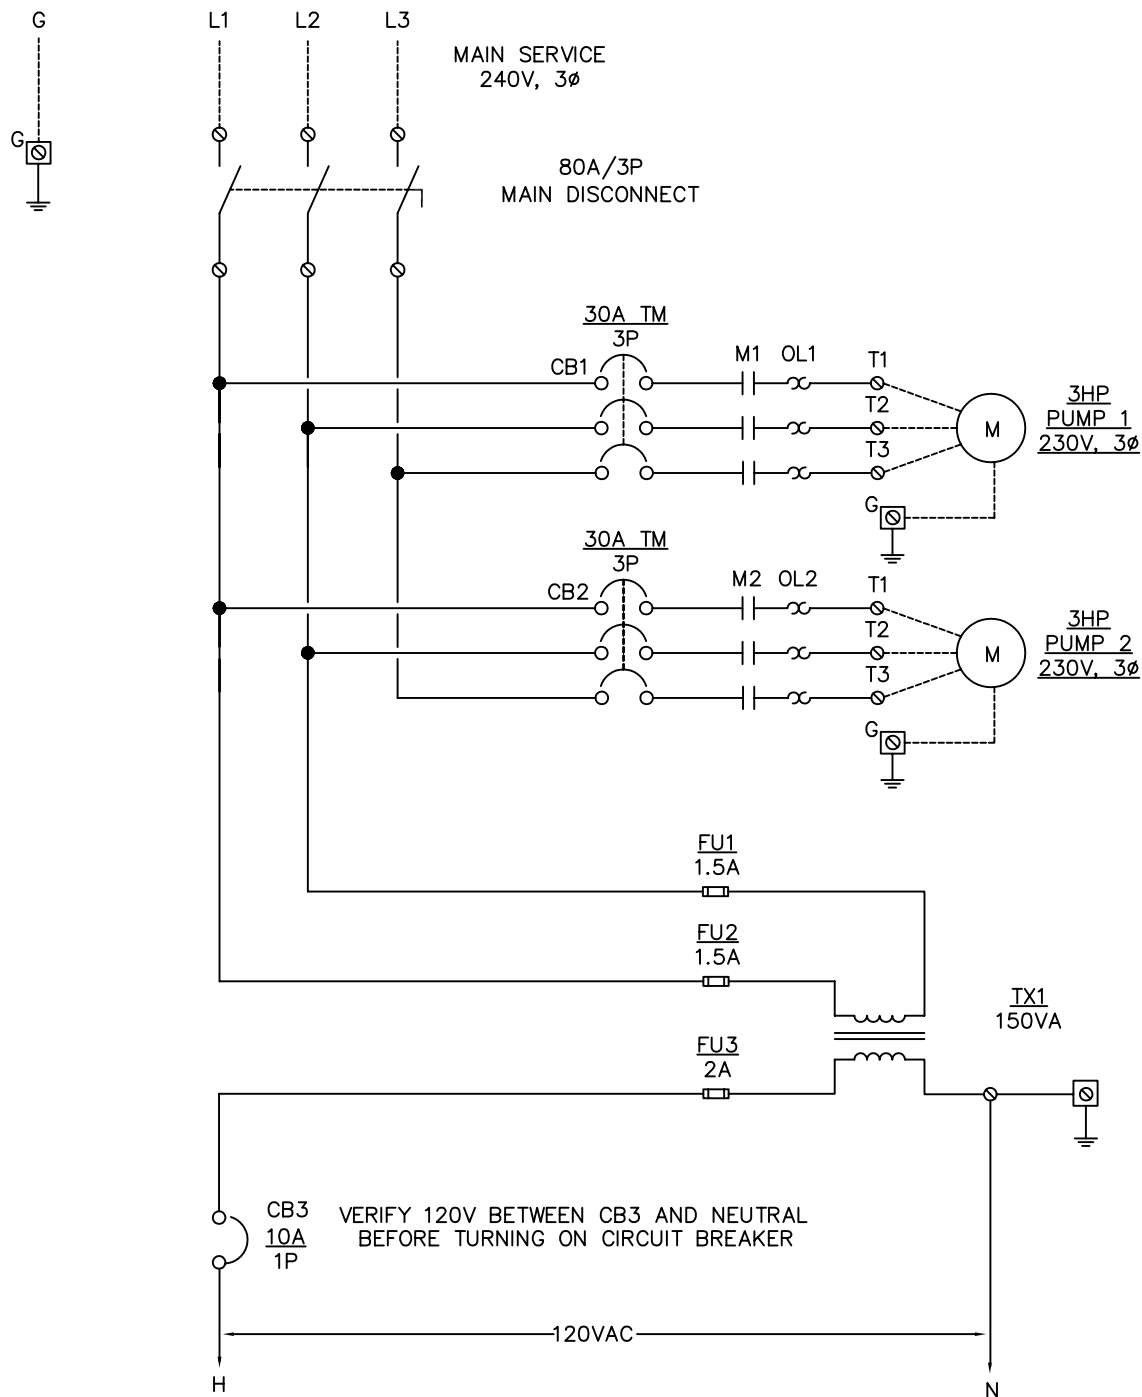 G
L1
L2
L3
MAIN SERVICE
240V, 3Ø
G
80A/3P
MAIN DISCONNECT
30A TM
3P
CB1
M1
OL1
T1
T2
T3
3HP
PUMP 1
230V, 3Ø
M
G
30A TM
3P
CB2
M2
OL2
T1
T2
T3
3HP
PUMP 2
230V, 3Ø
M
G
FU1
1.5A
FU2
1.5A
TX1
150VA
FU3
2A
CB3
10A
1P
VERIFY 120V BETWEEN CB3 AND NEUTRAL
BEFORE TURNING ON CIRCUIT BREAKER
120VAC
H
N